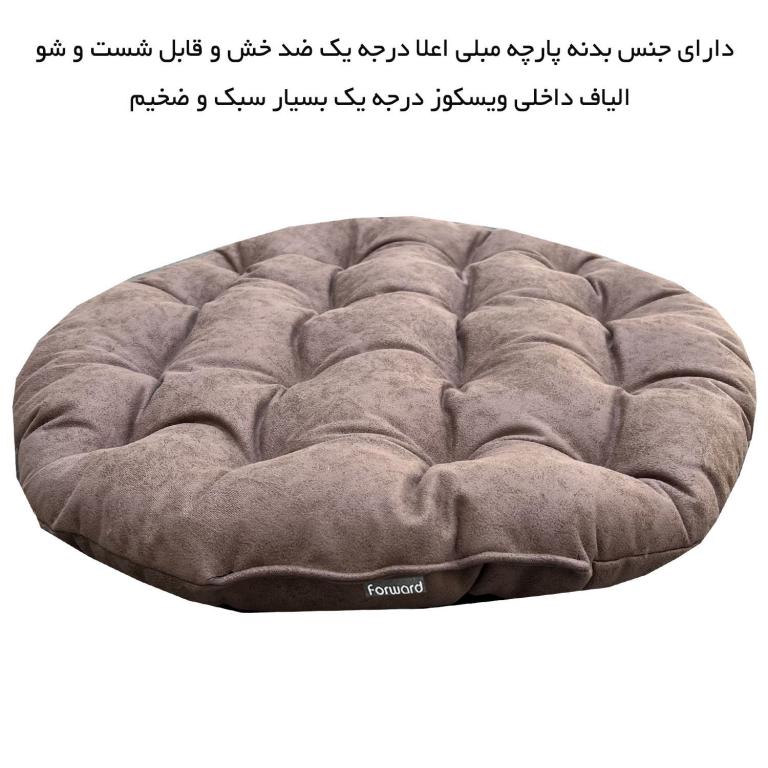 دارای جنس بدنه پارچه مبلی اعلا درجه یک ضد خش و قابل شست و شو
الیاف داخلی ویسکوز درجه یک بسیار سبک و ضخیم
Forward